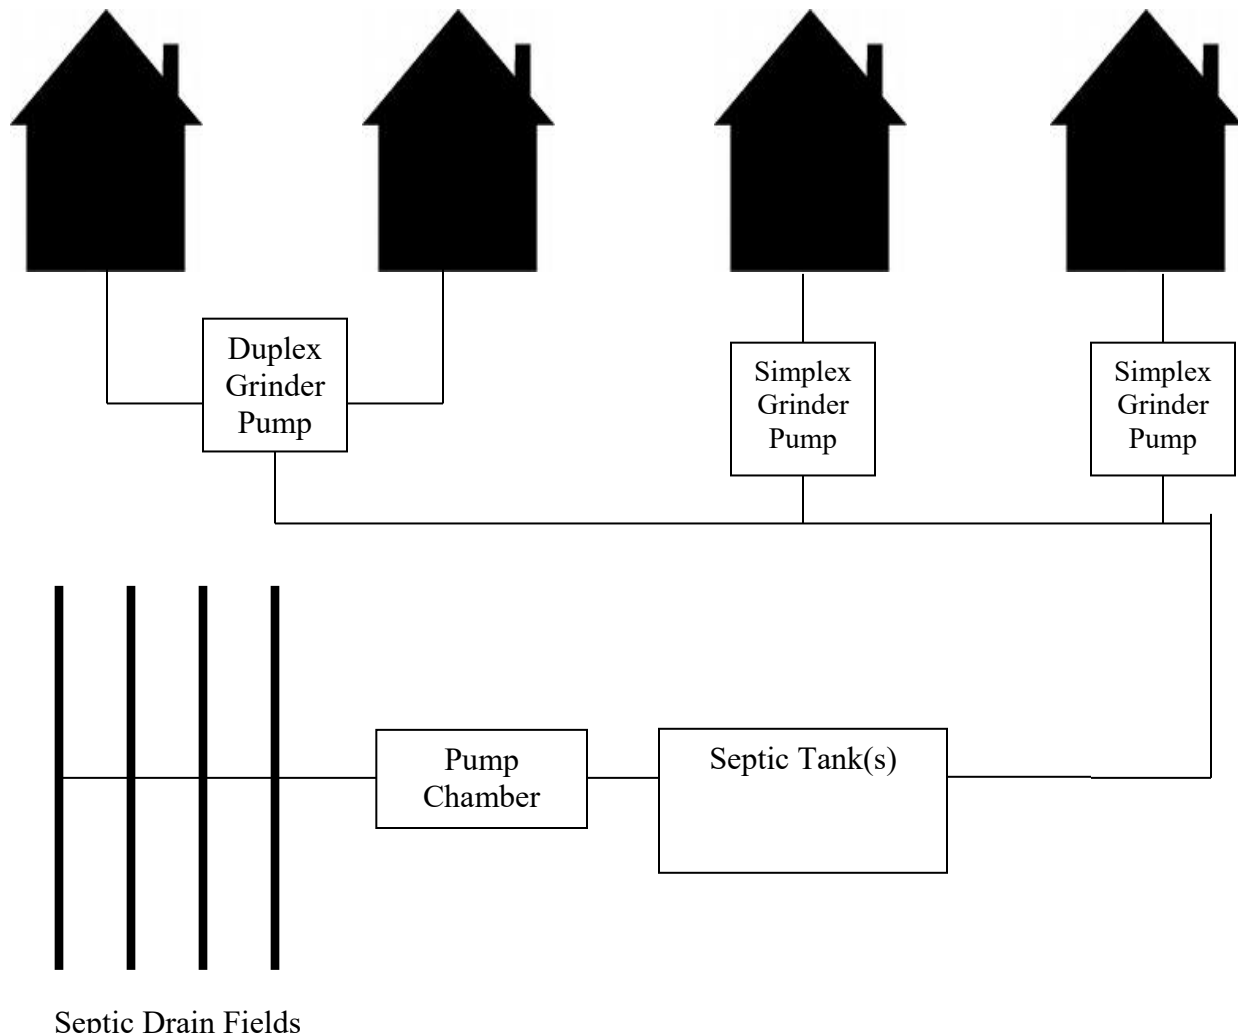 Duplex
Grinder
Pump
Simplex
Grinder
Pump
Simplex
Grinder
Pump
Pump
Chamber
Septic Tank(s)
Septic Drain Fields